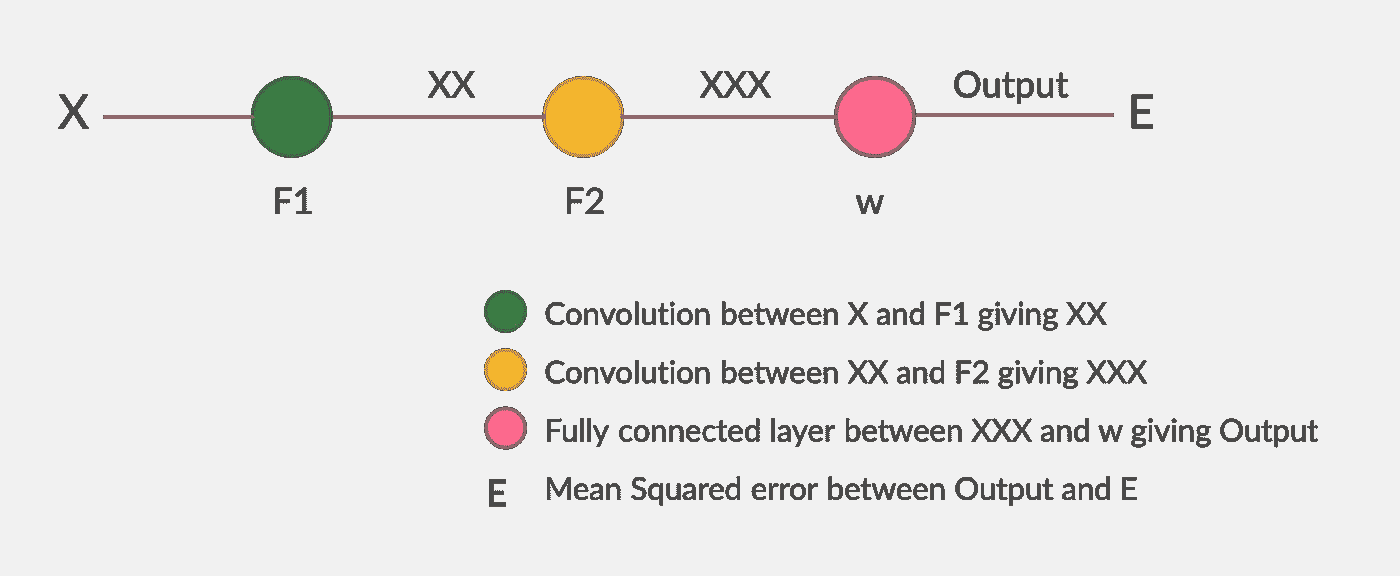 X XX XXX Output E
F1 F2 w
Convolution between X and F1 giving XX
Convolution between XX and F2 giving XXX
Fully connected layer between XXX and w giving Output
E Mean Squared error between Output and E